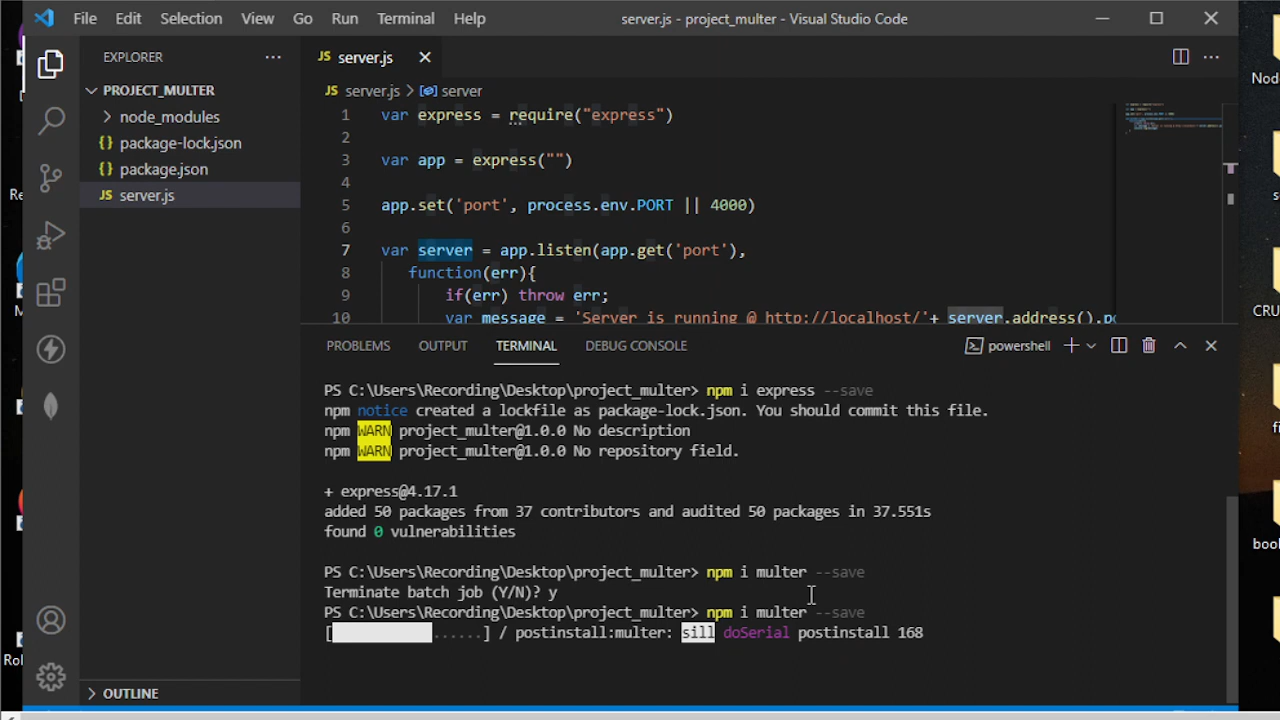 File Edit Selection View Go Run Terminal Help server.js - project_multer - Visual Studio Code
EXPLORER
PROJECT_MULTER
node_modules
{} package-lock.json
{} package.json
JS server.js
OUTLINE
JS server.js
JS server.js > server
1 var express = require("express")
2
3 var app = express("")
4
5 app.set('port', process.env.PORT || 4000)
6
7 var server = app.listen(app.get('port'),
8 function(err){
9 if(err) throw err;
10 var message = 'Server is running @ http://localhost/'+ server.address().po
PROBLEMS OUTPUT TERMINAL DEBUG CONSOLE powershell
PS C:\Users\Recording\Desktop\project_multer> npm i express --save
npm notice created a lockfile as package-lock.json. You should commit this file.
npm WARN project_multer@1.0.0 No description
npm WARN project_multer@1.0.0 No repository field.
+ express@4.17.1
added 50 packages from 37 contributors and audited 50 packages in 37.551s
found 0 vulnerabilities
PS C:\Users\Recording\Desktop\project_multer> npm i multer --save
Terminate batch job (Y/N)? y
PS C:\Users\Recording\Desktop\project_multer> npm i multer --save
[ ......] / postinstall:multer: sill doSerial postinstall 168
Node
CRU
boo